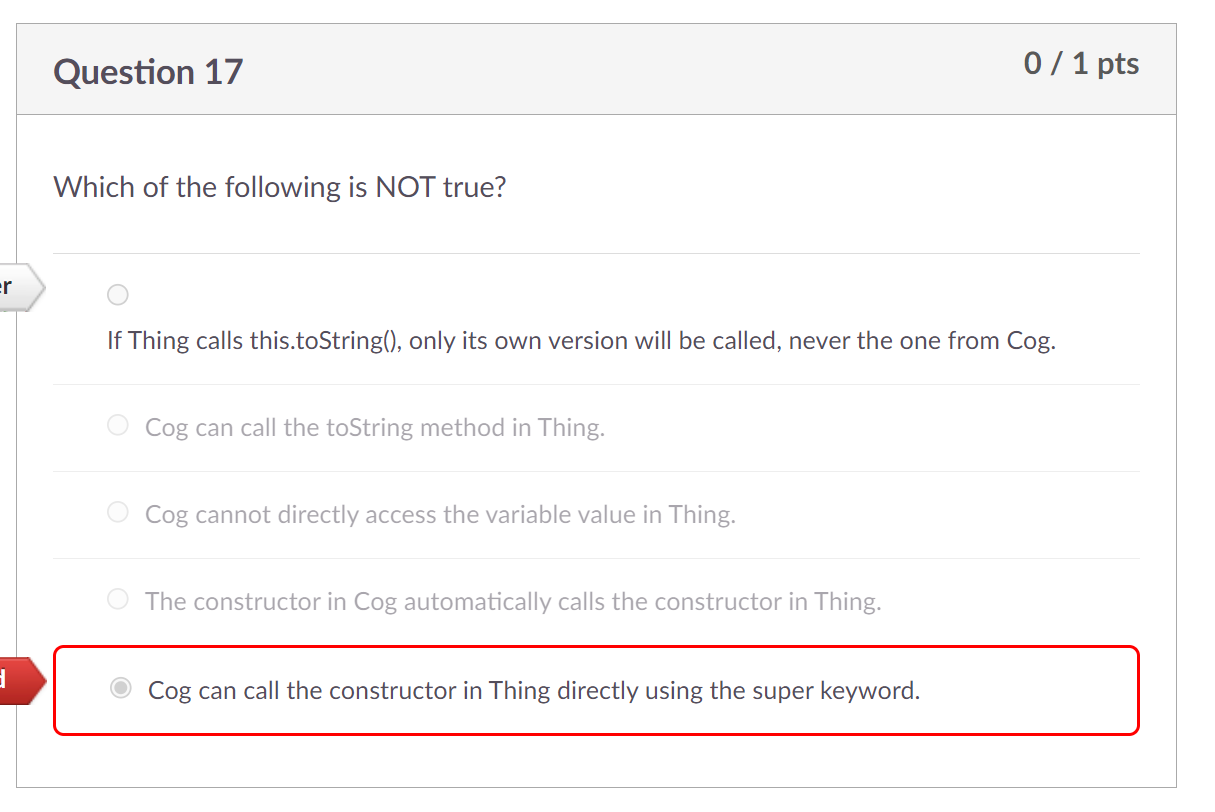 Question 17
0 / 1 pts
Which of the following is NOT true?
er
If Thing calls this.toString(), only its own version will be called, never the one from Cog.
Cog can call the toString method in Thing.
Cog cannot directly access the variable value in Thing.
The constructor in Cog automatically calls the constructor in Thing.
d
Cog can call the constructor in Thing directly using the super keyword.